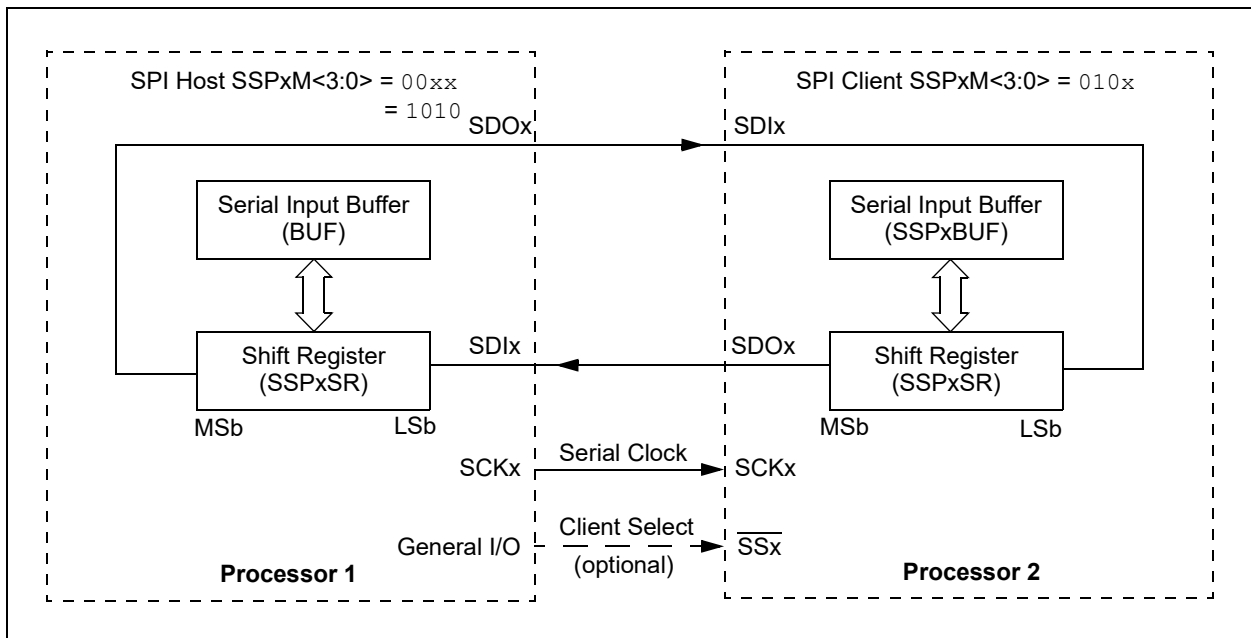 SPI Host SSPxM<3:0> = 00xx
= 1010
SPI Client SSPxM<3:0> = 010x
SDOx
SDIx
Serial Input Buffer
(BUF)
Serial Input Buffer
(SSPxBUF)
Shift Register
(SSPxSR)
SDIx
SDOx
Shift Register
(SSPxSR)
MSb
LSb
MSb
LSb
SCKx
Serial Clock
SCKx
General I/O
Client Select
(optional)
SSx
Processor 1
Processor 2